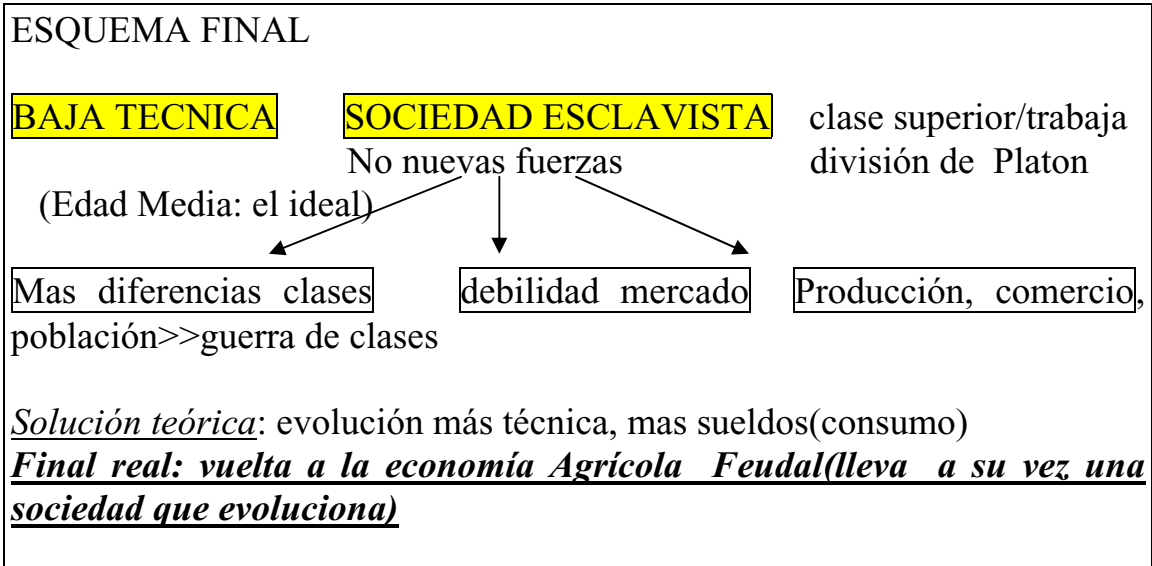 ESQUEMA FINAL
BAJA TECNICA SOCIEDAD ESCLAVISTA clase superior/trabaja
No nuevas fuerzas división de Platon
(Edad Media: el ideal)
Mas diferencias clases debilidad mercado Producción, comercio,
población>>guerra de clases
Solución teórica: evolución más técnica, mas sueldos(consumo)
Final real: vuelta a la economía Agrícola Feudal(lleva a su vez una
sociedad que evoluciona)